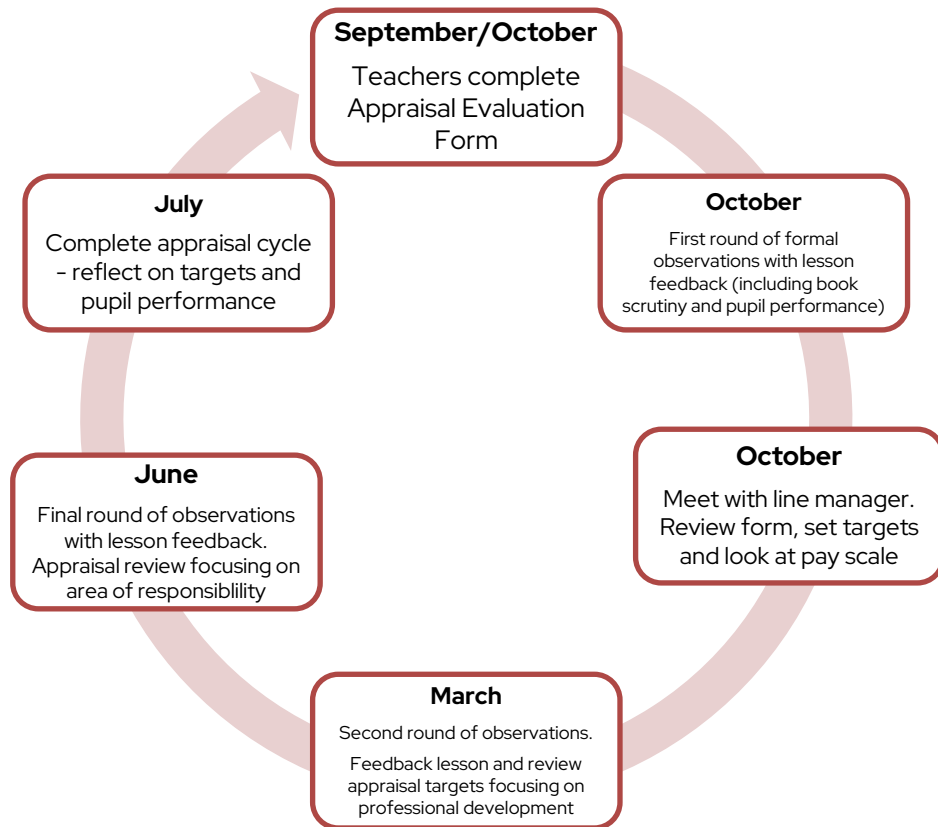 September/October
Teachers complete
Appraisal Evaluation
Form
October
First round of formal
observations with lesson
feedback (including book
scrutiny and pupil performance)
October
Meet with line manager.
Review form, set targets
and look at pay scale
March
Second round of observations.
Feedback lesson and review
appraisal targets focusing on
professional development
June
Final round of observations
with lesson feedback.
Appraisal review focusing on
area of responsiblility
July
Complete appraisal cycle
- reflect on targets and
pupil performance